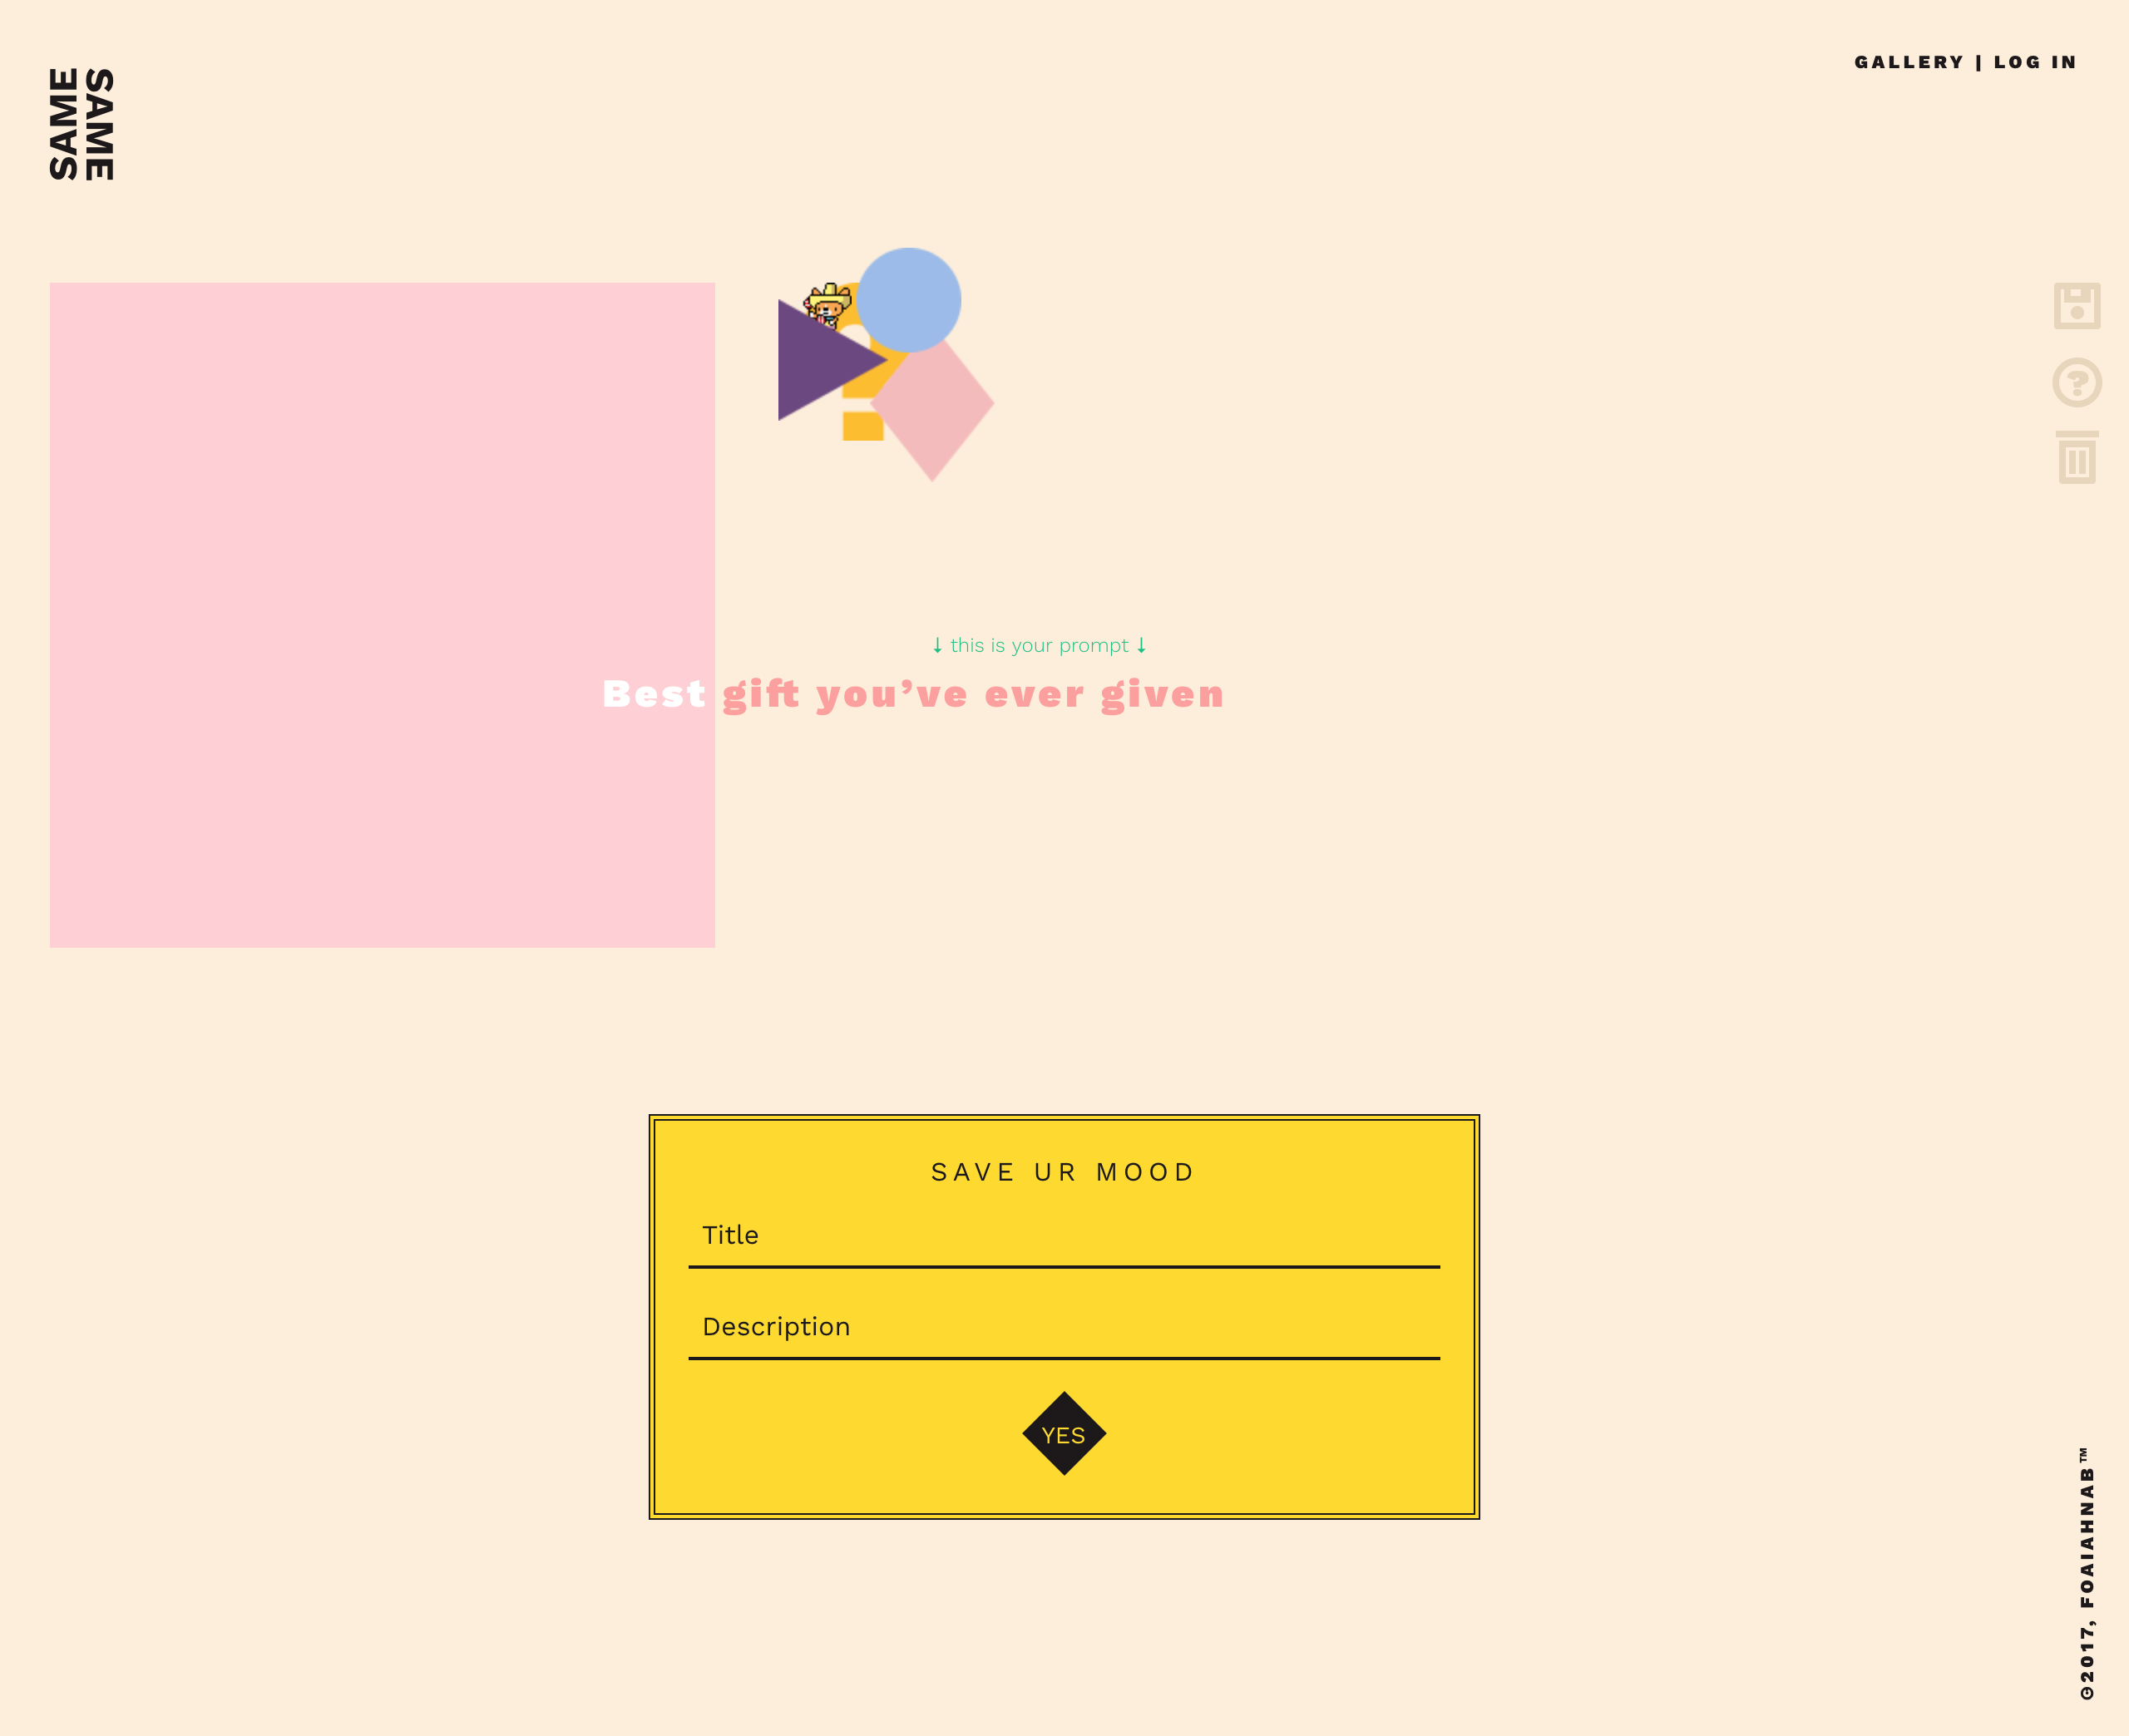 SAME
SAME
GALLERY | LOG IN
↓ this is your prompt ↓
Best gift you’ve ever given
SAVE UR MOOD
Title
Description
YES
©2017, FOAIAHNAB™